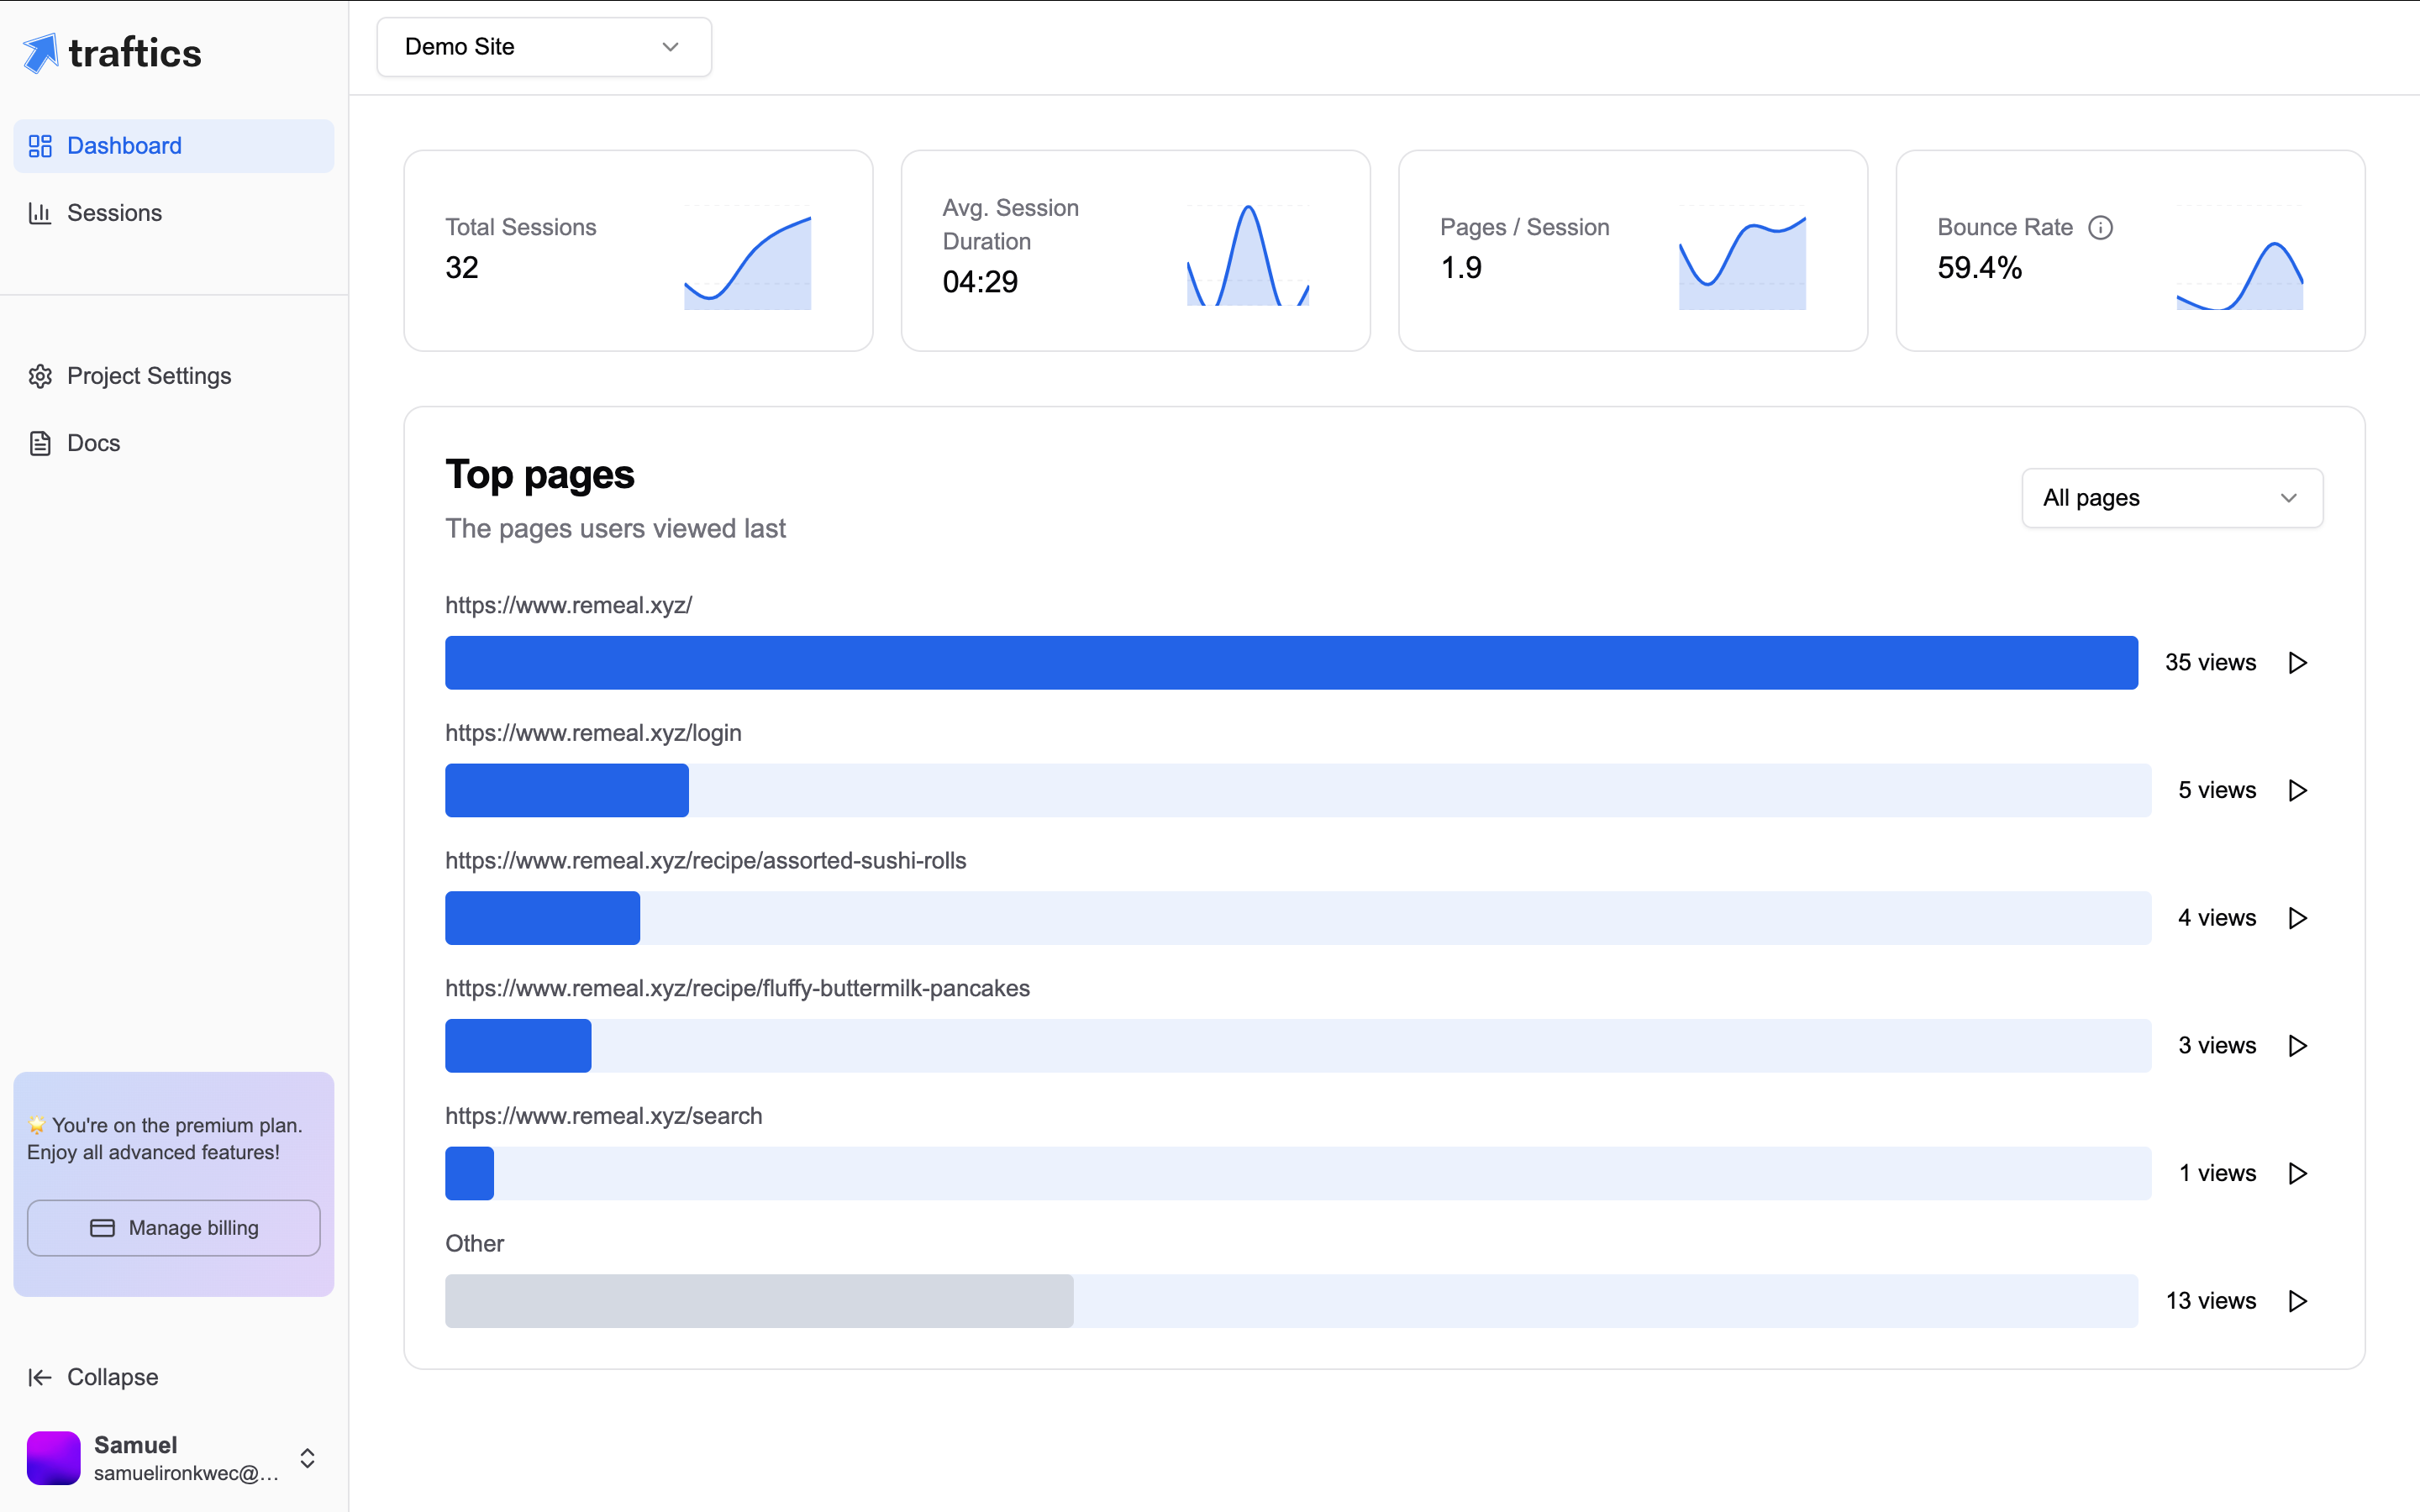 traftics
Demo Site
Dashboard
Sessions
Project Settings
Docs
Total Sessions
32
Avg. Session
Duration
04:29
Pages / Session
1.9
Bounce Rate
59.4%
Top pages
The pages users viewed last
All pages
https://www.remeal.xyz/
35 views
https://www.remeal.xyz/login
5 views
https://www.remeal.xyz/recipe/assorted-sushi-rolls
4 views
https://www.remeal.xyz/recipe/fluffy-buttermilk-pancakes
3 views
https://www.remeal.xyz/search
1 views
Other
13 views
🌟 You're on the premium plan.
Enjoy all advanced features!
Manage billing
Collapse
Samuel
samuelironkwec@...